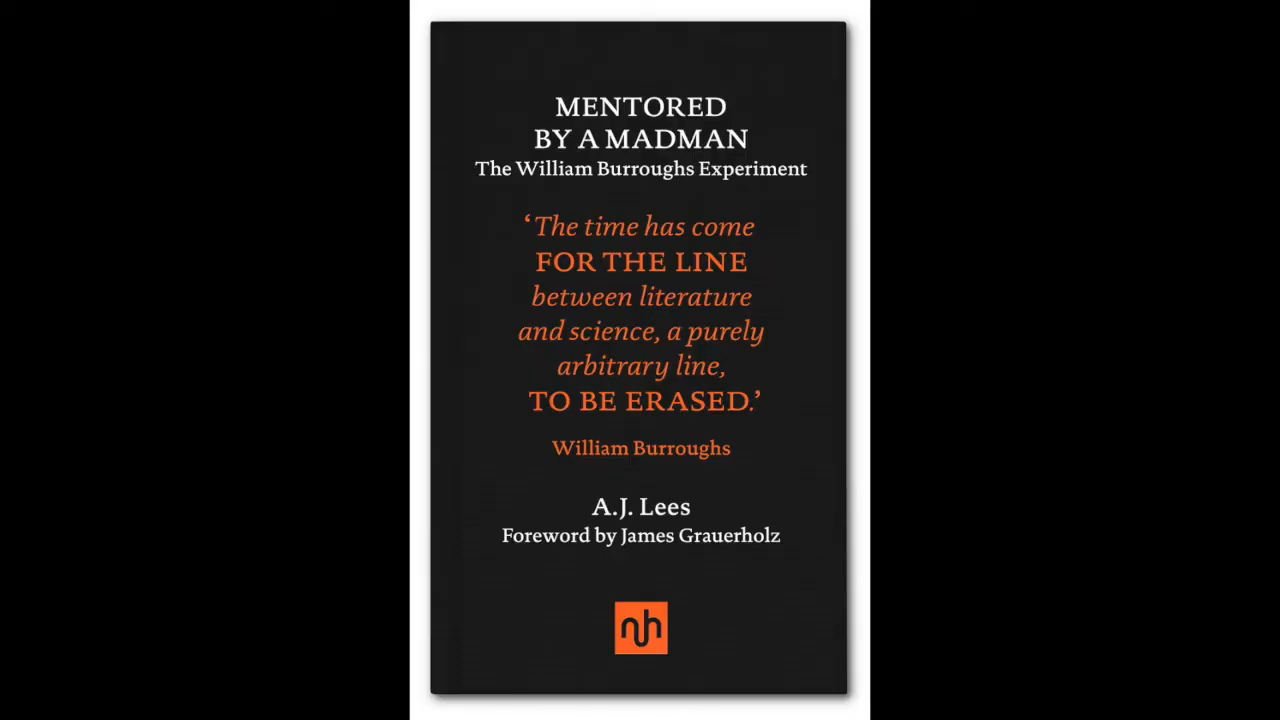 MENTORED
BY A MADMAN
The William Burroughs Experiment
‘The time has come
FOR THE LINE
between literature
and science, a purely
arbitrary line,
TO BE ERASED.’
William Burroughs
A.J. Lees
Foreword by James Grauerholz
nh